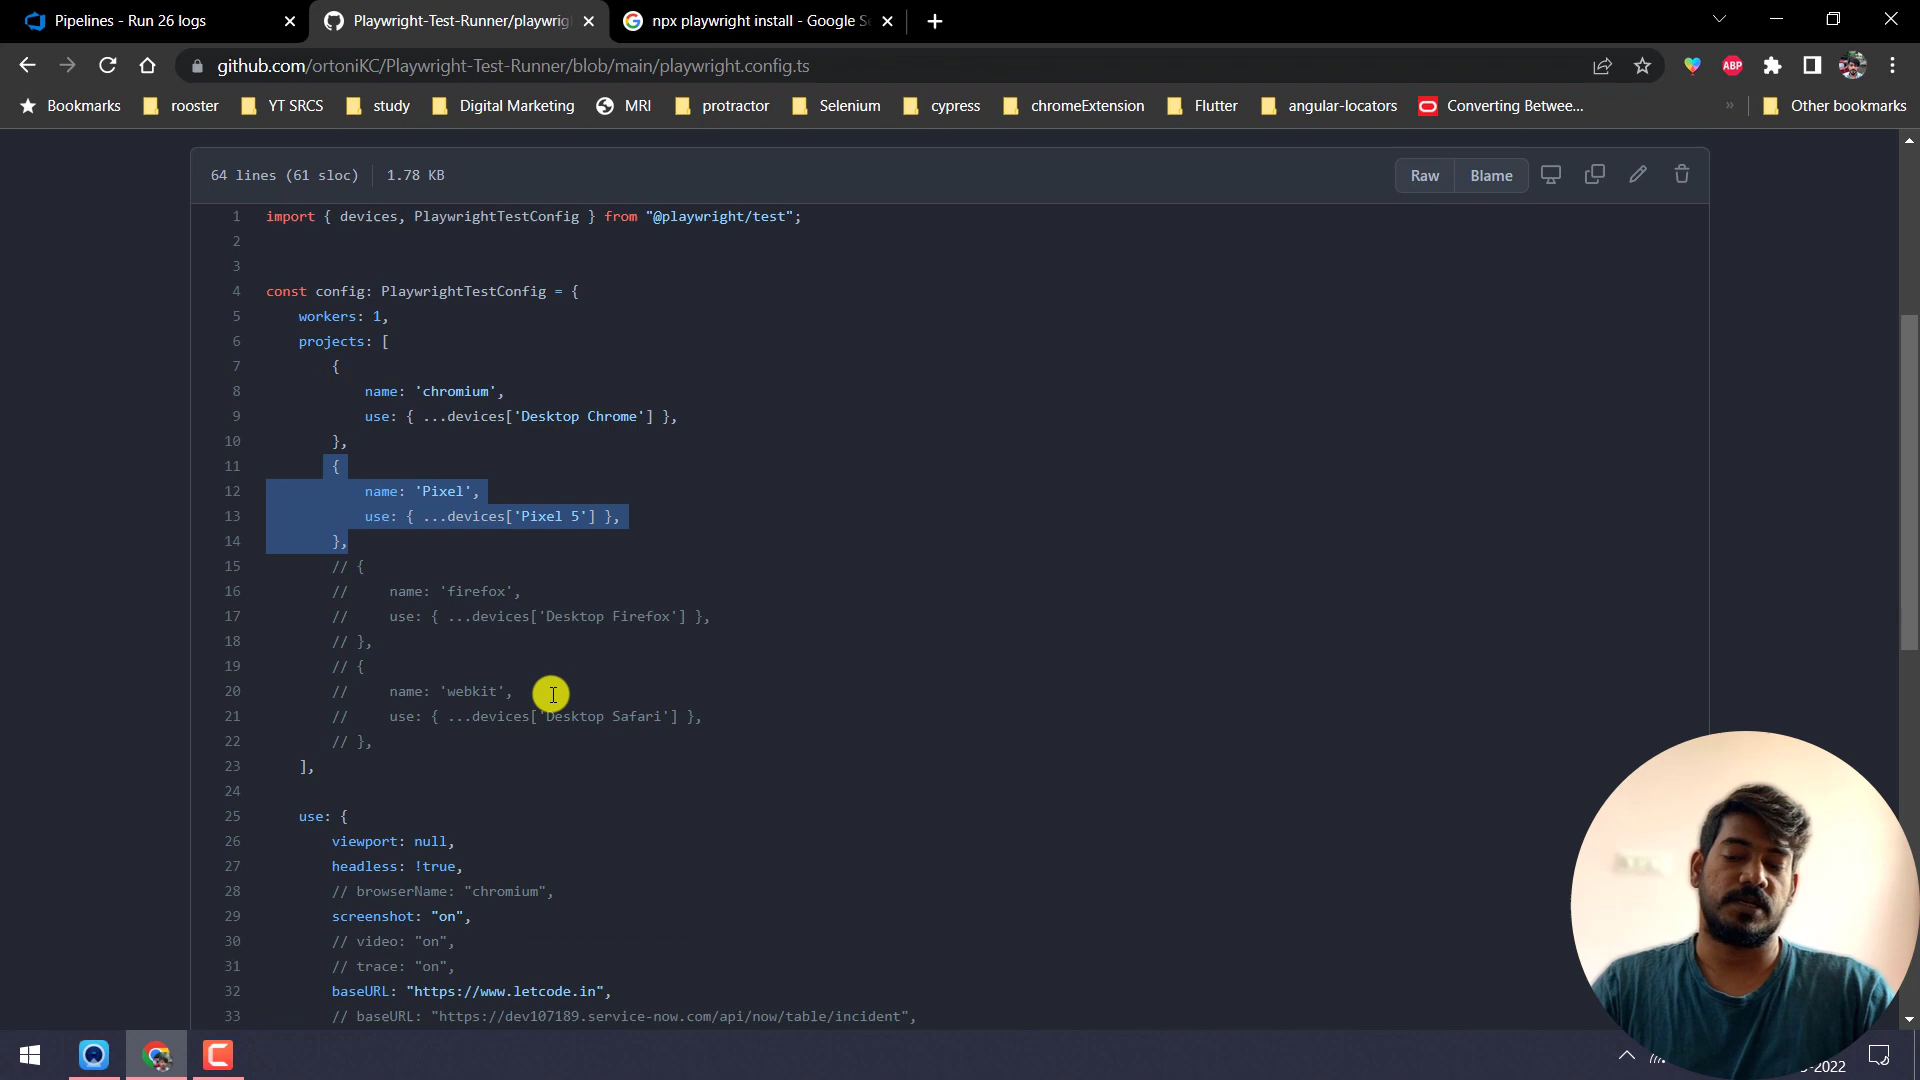 Pipelines - Run 26 logs
Playwright-Test-Runner/playwrig
npx playwright install - Google Se
github.com/ortoniKC/Playwright-Test-Runner/blob/main/playwright.config.ts
ABP
Bookmarks
rooster
YT SRCS
study
Digital Marketing
MRI
protractor
Selenium
cypress
chromeExtension
Flutter
angular-locators
Converting Betwee...
»
Other bookmarks
64 lines (61 sloc)
1.78 KB
Raw
Blame
1 import { devices, PlaywrightTestConfig } from "@playwright/test";
2
3
4 const config: PlaywrightTestConfig = {
5 workers: 1,
6 projects: [
7 {
8 name: 'chromium',
9 use: { ...devices['Desktop Chrome'] },
10 },
11 {
12 name: 'Pixel',
13 use: { ...devices['Pixel 5'] },
14 },
15 // {
16 // name: 'firefox',
17 // use: { ...devices['Desktop Firefox'] },
18 // },
19 // {
20 // name: 'webkit',
21 // use: { ...devices['Desktop Safari'] },
22 // },
23 ],
24
25 use: {
26 viewport: null,
27 headless: !true,
28 // browserName: "chromium",
29 screenshot: "on",
30 // video: "on",
31 // trace: "on",
32 baseURL: "https://www.letcode.in",
33 // baseURL: "https://dev107189.service-now.com/api/now/table/incident",
-2022